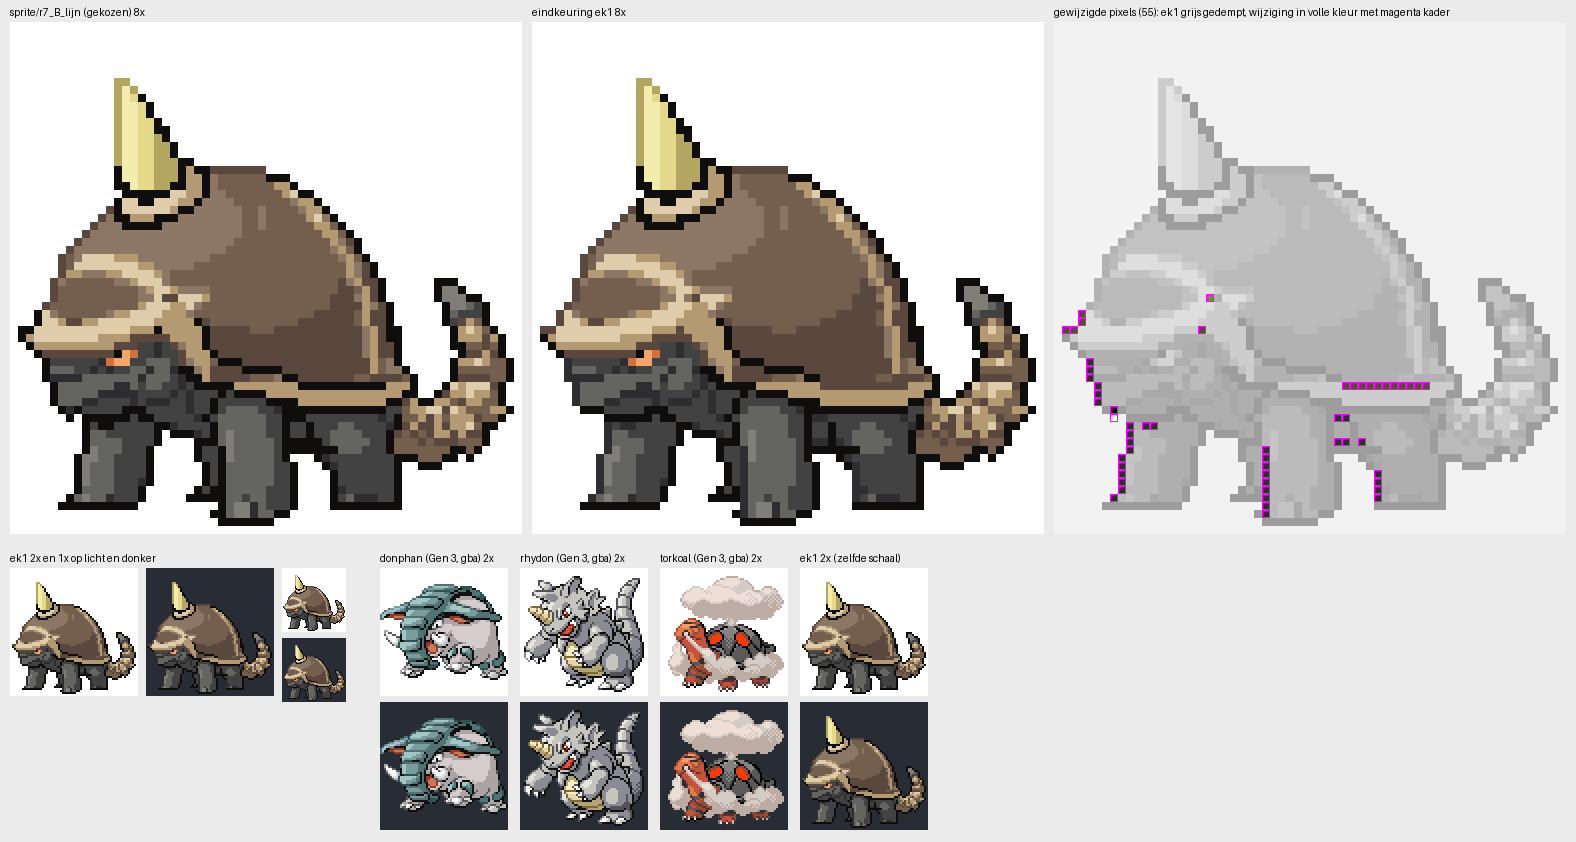 sprite/r7_B_lijn (gekozen) 8x
eindkeuring ek1 8x
gewijzigde pixels (55): ek1 grijs gedempt, wijziging in volle kleur met magenta kader
ek1 2x en 1x op licht en donker
donphan (Gen 3, gba) 2x
rhydon (Gen 3, gba) 2x
torkoal (Gen 3, gba) 2x
ek1 2x (zelfde schaal)